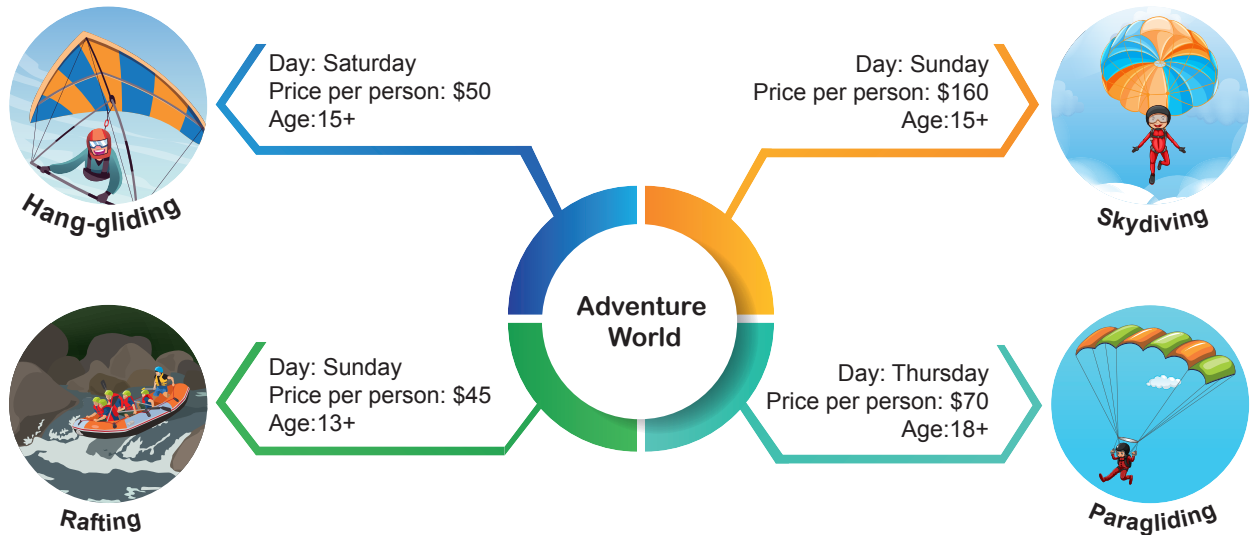 Day: Saturday
Price per person: $50
Age:15+
Hang-gliding
Day: Sunday
Price per person: $160
Age:15+
Skydiving
Adventure
World
Day: Sunday
Price per person: $45
Age:13+
Rafting
Day: Thursday
Price per person: $70
Age:18+
Paragliding